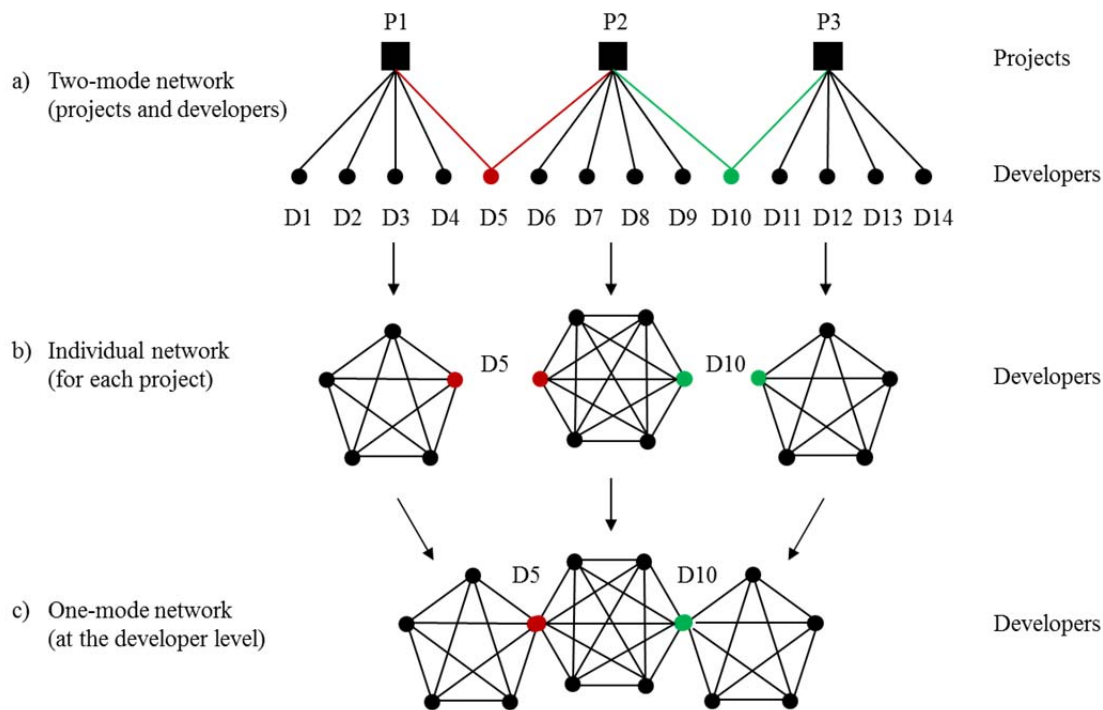 P1 P2 P3
Projects
a) Two-mode network
(projects and developers)
Developers
D1 D2 D3 D4 D5 D6 D7 D8 D9 D10 D11 D12 D13 D14
b) Individual network
(for each project)
D5 D10
Developers
D5 D10
c) One-mode network
(at the developer level)
Developers